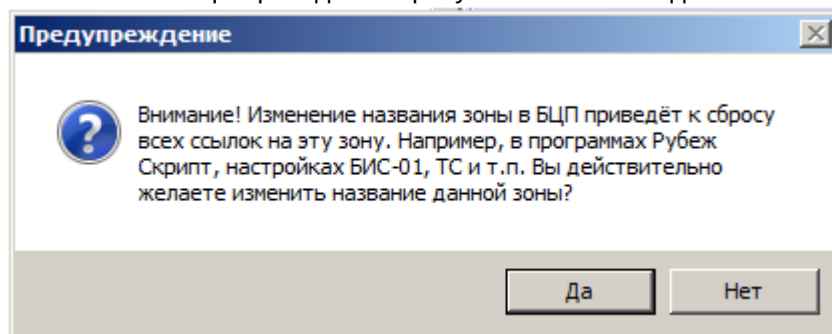 Предупреждение
Внимание! Изменение названия зоны в БЦП приведёт к сбросу
всех ссылок на эту зону. Например, в программах Рубеж
Скрипт, настройках БИС-01, ТС и т.п. Вы действительно
желаете изменить название данной зоны?
Да
Нет